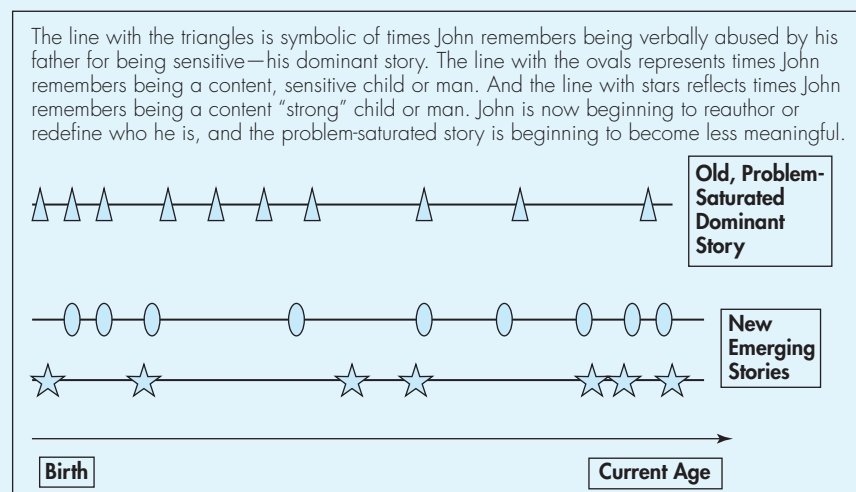 The line with the triangles is symbolic of times John remembers being verbally abused by his
father for being sensitive—his dominant story. The line with the ovals represents times John
remembers being a content, sensitive child or man. And the line with stars reflects times John
remembers being a content “strong” child or man. John is now beginning to reauthor or
redefine who he is, and the problem-saturated story is beginning to become less meaningful.
Old, Problem-
Saturated
Dominant
Story
New
Emerging
Stories
Birth
Current Age